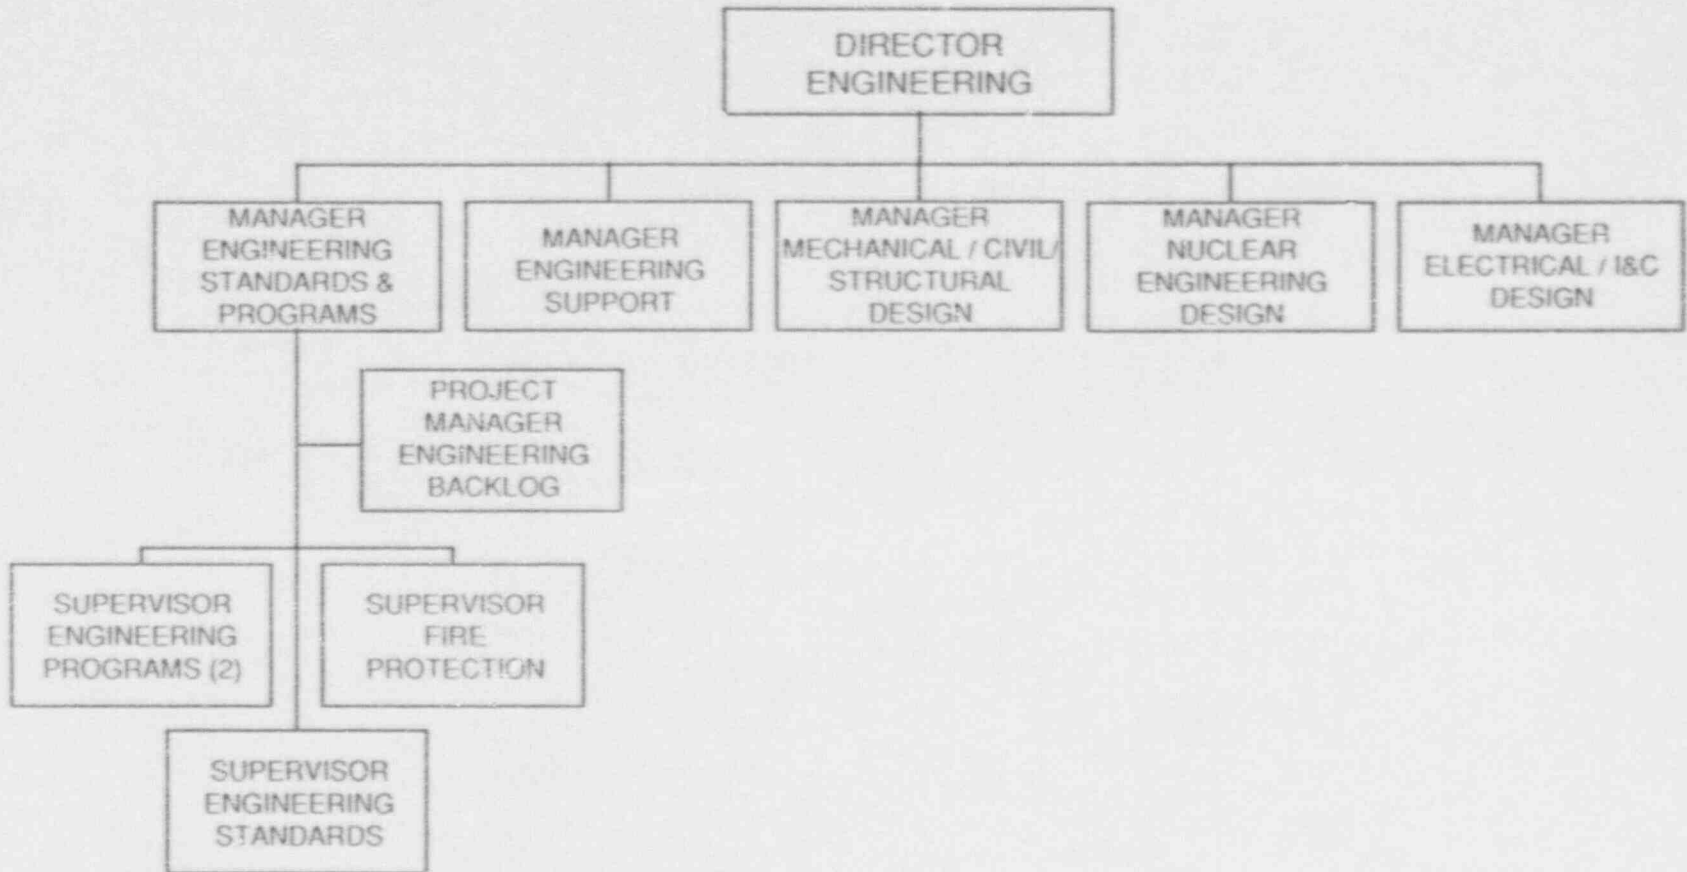 DIRECTOR
ENGINEERING
MANAGER
ENGINEERING
STANDARDS &
PROGRAMS
MANAGER
ENGINEERING
SUPPORT
MANAGER
MECHANICAL / CIVIL/
STRUCTURAL
DESIGN
MANAGER
NUCLEAR
ENGINEERING
DESIGN
MANAGER
ELECTRICAL / I&C
DESIGN
PROJECT
MANAGER
ENGINEERING
BACKLOG
SUPERVISOR
ENGINEERING
PROGRAMS (2)
SUPERVISOR
FIRE
PROTECTION
SUPERVISOR
ENGINEERING
STANDARDS